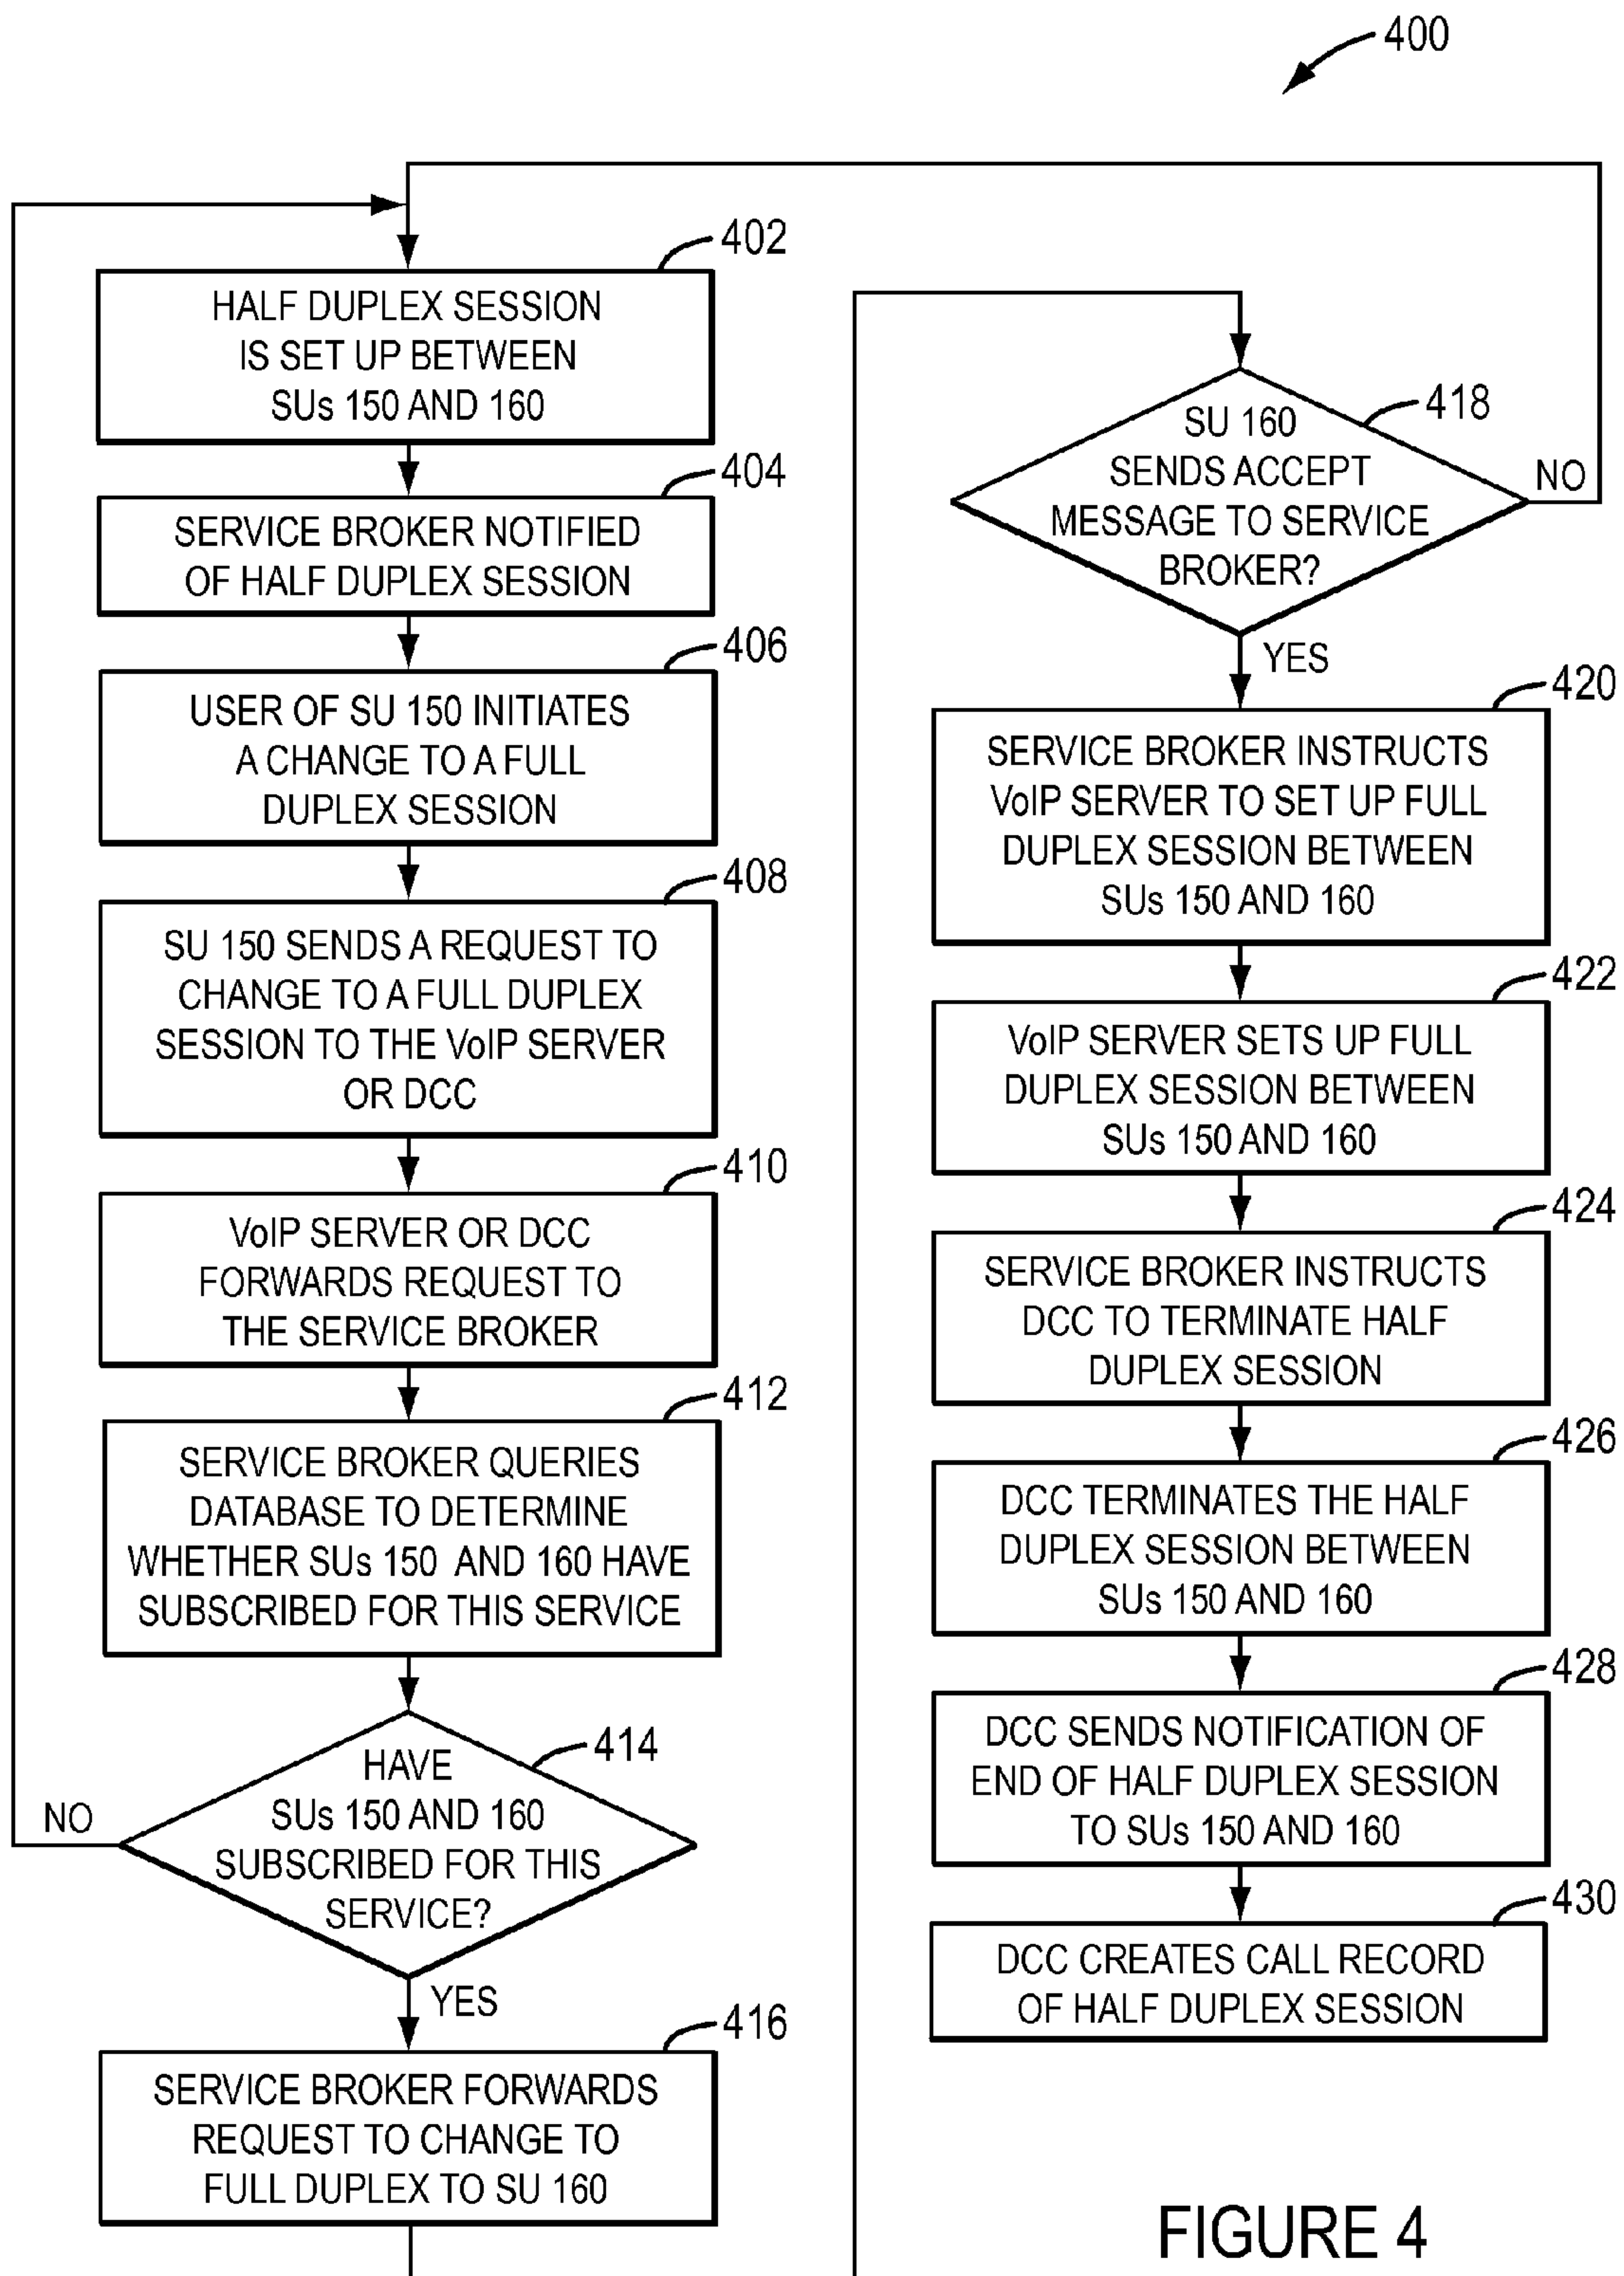 400
402
HALF DUPLEX SESSION
IS SET UP BETWEEN
SUs 150 AND 160
404
SERVICE BROKER NOTIFIED
OF HALF DUPLEX SESSION
406
USER OF SU 150 INITIATES
A CHANGE TO A FULL
DUPLEX SESSION
408
SU 150 SENDS A REQUEST TO
CHANGE TO A FULL DUPLEX
SESSION TO THE VoIP SERVER
OR DCC
410
VoIP SERVER OR DCC
FORWARDS REQUEST TO
THE SERVICE BROKER
412
SERVICE BROKER QUERIES
DATABASE TO DETERMINE
WHETHER SUs 150 AND 160 HAVE
SUBSCRIBED FOR THIS SERVICE
414
HAVE
SUs 150 AND 160
SUBSCRIBED FOR THIS
SERVICE?
NO
YES
416
SERVICE BROKER FORWARDS
REQUEST TO CHANGE TO
FULL DUPLEX TO SU 160
418
SU 160
SENDS ACCEPT
MESSAGE TO SERVICE
BROKER?
NO
YES
420
SERVICE BROKER INSTRUCTS
VoIP SERVER TO SET UP FULL
DUPLEX SESSION BETWEEN
SUs 150 AND 160
422
VoIP SERVER SETS UP FULL
DUPLEX SESSION BETWEEN
SUs 150 AND 160
424
SERVICE BROKER INSTRUCTS
DCC TO TERMINATE HALF
DUPLEX SESSION
426
DCC TERMINATES THE HALF
DUPLEX SESSION BETWEEN
SUs 150 AND 160
428
DCC SENDS NOTIFICATION OF
END OF HALF DUPLEX SESSION
TO SUs 150 AND 160
430
DCC CREATES CALL RECORD
OF HALF DUPLEX SESSION
FIGURE 4